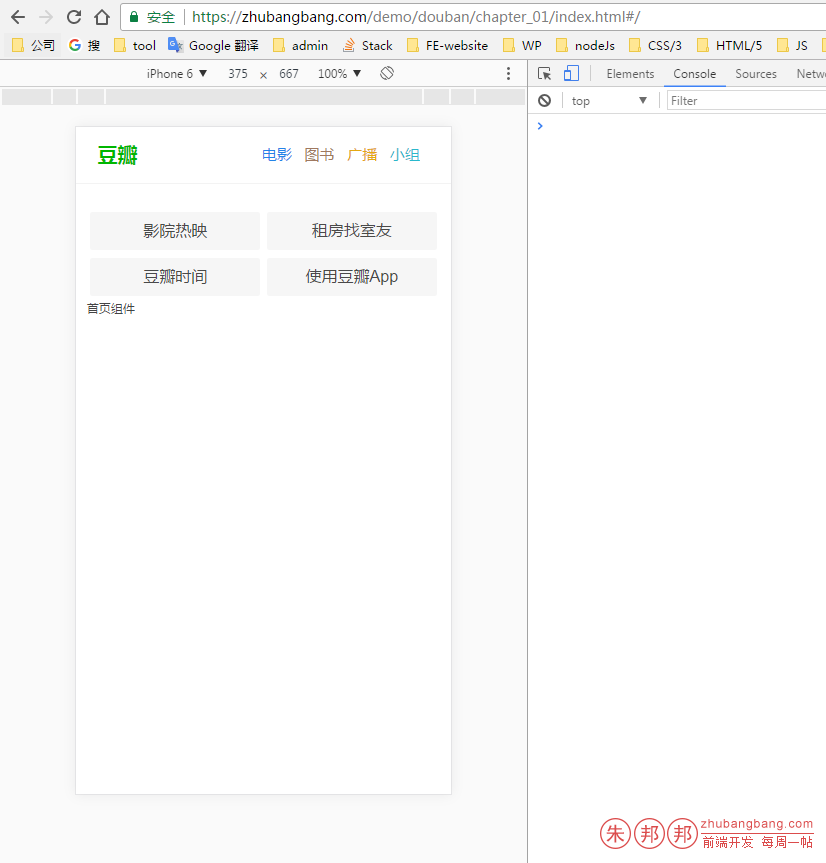 安全 https://zhubangbang.com/demo/douban/chapter_01/index.html#/
公司 搜 tool Google 翻译 admin Stack FE-website WP nodeJs CSS/3 HTML/5 JS
iPhone 6 375 × 667 100% Elements Console Sources Netw
top Filter
豆瓣 电影 图书 广播 小组
影院热映 租房找室友
豆瓣时间 使用豆瓣App
首页组件
朱邦邦 zhubangbang.com
前端开发 每周一帖